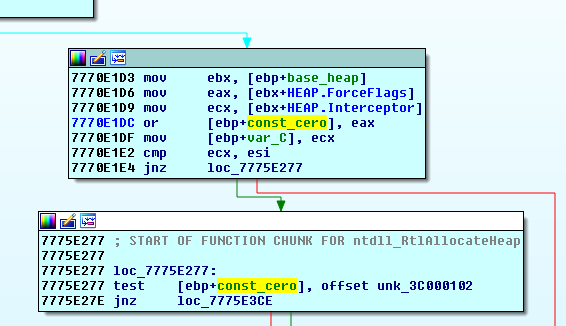 7770E1D3 mov ebx, [ebp+base_heap]
7770E1D6 mov eax, [ebx+HEAP.ForceFlags]
7770E1D9 mov ecx, [ebx+HEAP.Interceptor]
7770E1DC or [ebp+const_cero], eax
7770E1DF mov [ebp+var_C], ecx
7770E1E2 cmp ecx, esi
7770E1E4 jnz loc_7775E277
7775E277 ; START OF FUNCTION CHUNK FOR ntdll_RtlAllocateHeap
7775E277
7775E277 loc_7775E277:
7775E277 test [ebp+const_cero], offset unk_3C000102
7775E27E jnz loc_7775E3CE